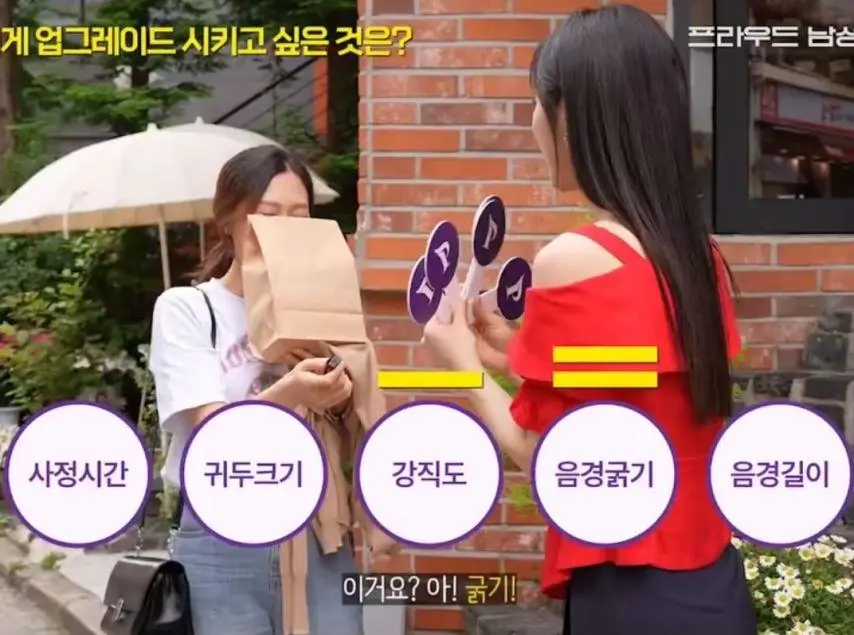 게 업그레이드 시키고 싶은 것은?
프라우드 남성
사정시간
귀두크기
강직도
음경굵기
음경길이
이거요? 아! 굵기!